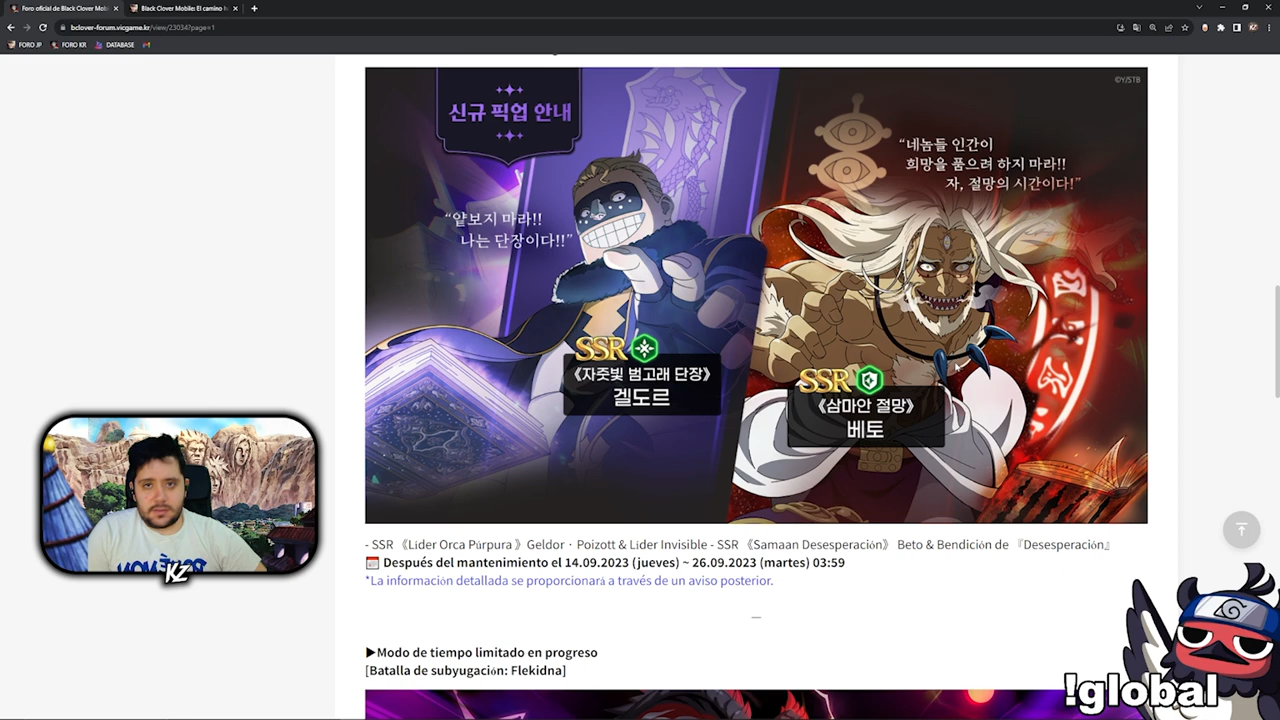 Foro oficial de Black Clover Mobil
Black Clover Mobile: El camino h
bclover-forum.vicgame.kr/view/23034?page=1
FORO JP
FORO KR
DATABASE
©Y/STB
신규 픽업 안내
“네놈들 인간이
희망을 품으려 하지 마라!!
자, 절망의 시간이다!”
“얕보지 마라!!
나는 단장이다!!”
SSR
《자줏빛 범고래 단장》
겔도르
SSR
《삼마안 절망》
베토
- SSR 《Lider Orca Púrpura 》Geldor · Poizott & Lider Invisible - SSR 《Samaan Desesperación》 Beto & Bendición de 『Desesperación』
Después del mantenimiento el 14.09.2023 (jueves) ~ 26.09.2023 (martes) 03:59
*La información detallada se proporcionará a través de un aviso posterior.
—
▶Modo de tiempo limitado en progreso
[Batalla de subyugación: Flekidna]
KZ
!global